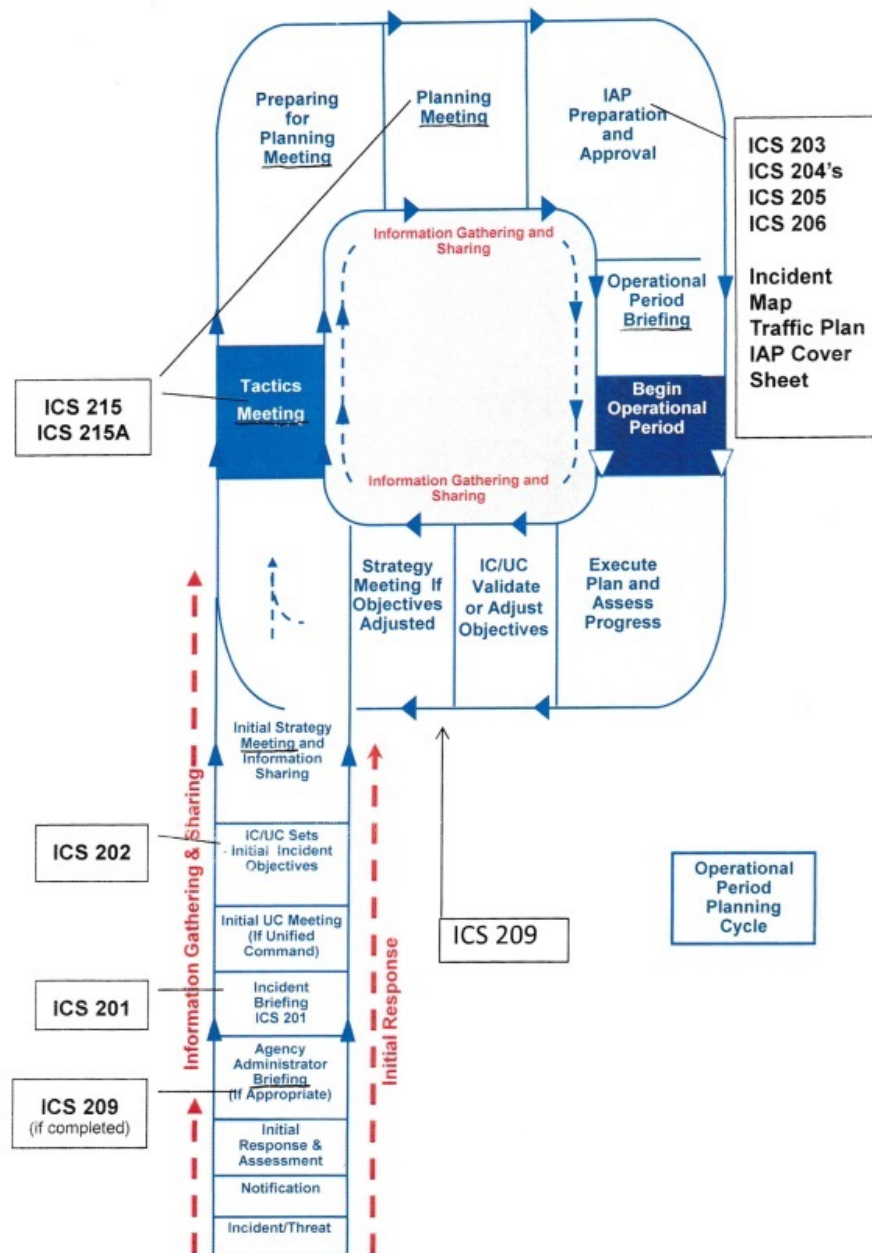 Preparing
for
Planning
Meeting
Planning
Meeting
IAP
Preparation
and
Approval
ICS 203
ICS 204's
ICS 205
ICS 206
Incident
Map
Traffic Plan
IAP Cover
Sheet
Information Gathering and
Sharing
Operational
Period
Briefing
Tactics
Meeting
Begin
Operational
Period
ICS 215
ICS 215A
Information Gathering and
Sharing
Strategy
Meeting If
Objectives
Adjusted
IC/UC
Validate
or Adjust
Objectives
Execute
Plan and
Assess
Progress
Initial Strategy
Meeting and
Information
Sharing
Information Gathering & Sharing
Initial Response
ICS 202
IC/UC Sets
Initial Incident
Objectives
Operational
Period
Planning
Cycle
Initial UC Meeting
(If Unified
Command)
ICS 209
ICS 201
Incident
Briefing
ICS 201
Agency
Administrator
Briefing
(If Appropriate)
ICS 209
(if completed)
Initial
Response &
Assessment
Notification
Incident/Threat